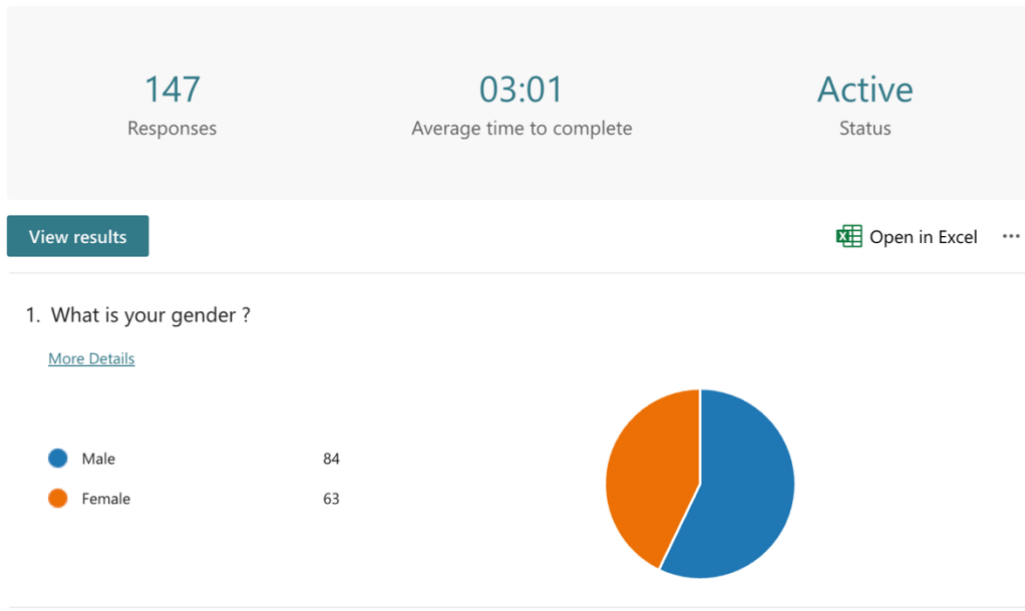 147
Responses
03:01
Average time to complete
Active
Status
View results
Open in Excel
1. What is your gender ?
More Details
Male 84
Female 63